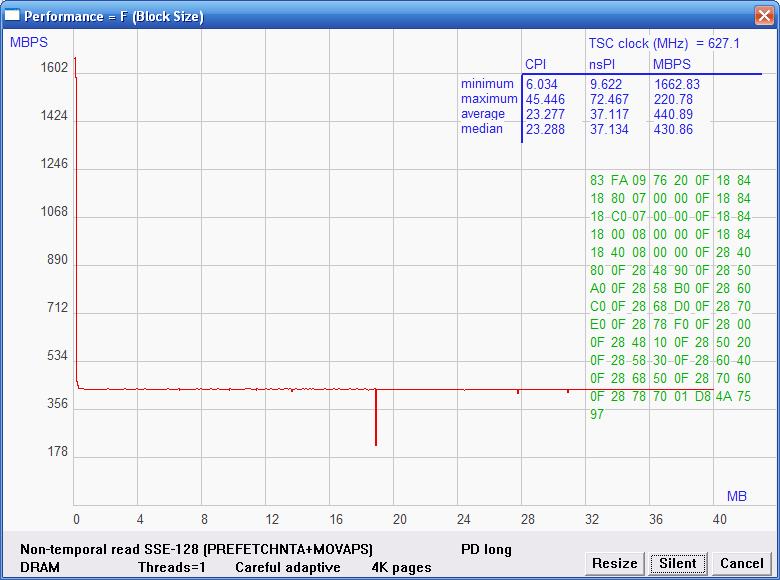 Performance = F (Block Size)
MBPS
TSC clock (MHz) = 627.1
CPI nsPI MBPS
minimum 6.034 9.622 1662.83
maximum 45.446 72.467 220.78
average 23.277 37.117 440.89
median 23.288 37.134 430.86
1602
1424
1246
1068
890
712
534
356
178
83 FA 09 76 20 0F 18 84
18 80 07 00 00 0F 18 84
18 C0 07 00 00 0F 18 84
18 00 08 00 00 0F 18 84
18 40 08 00 00 0F 28 40
80 0F 28 48 90 0F 28 50
A0 0F 28 58 B0 0F 28 60
C0 0F 28 68 D0 0F 28 70
E0 0F 28 78 F0 0F 28 00
0F 28 48 10 0F 28 50 20
0F 28 58 30 0F 28 60 40
0F 28 68 50 0F 28 70 60
0F 28 78 70 01 D8 4A 75
97
MB
0 4 8 12 16 20 24 28 32 36 40
Non-temporal read SSE-128 (PREFETCHNTA+MOVAPS) PD long
DRAM Threads=1 Careful adaptive 4K pages
Resize Silent Cancel